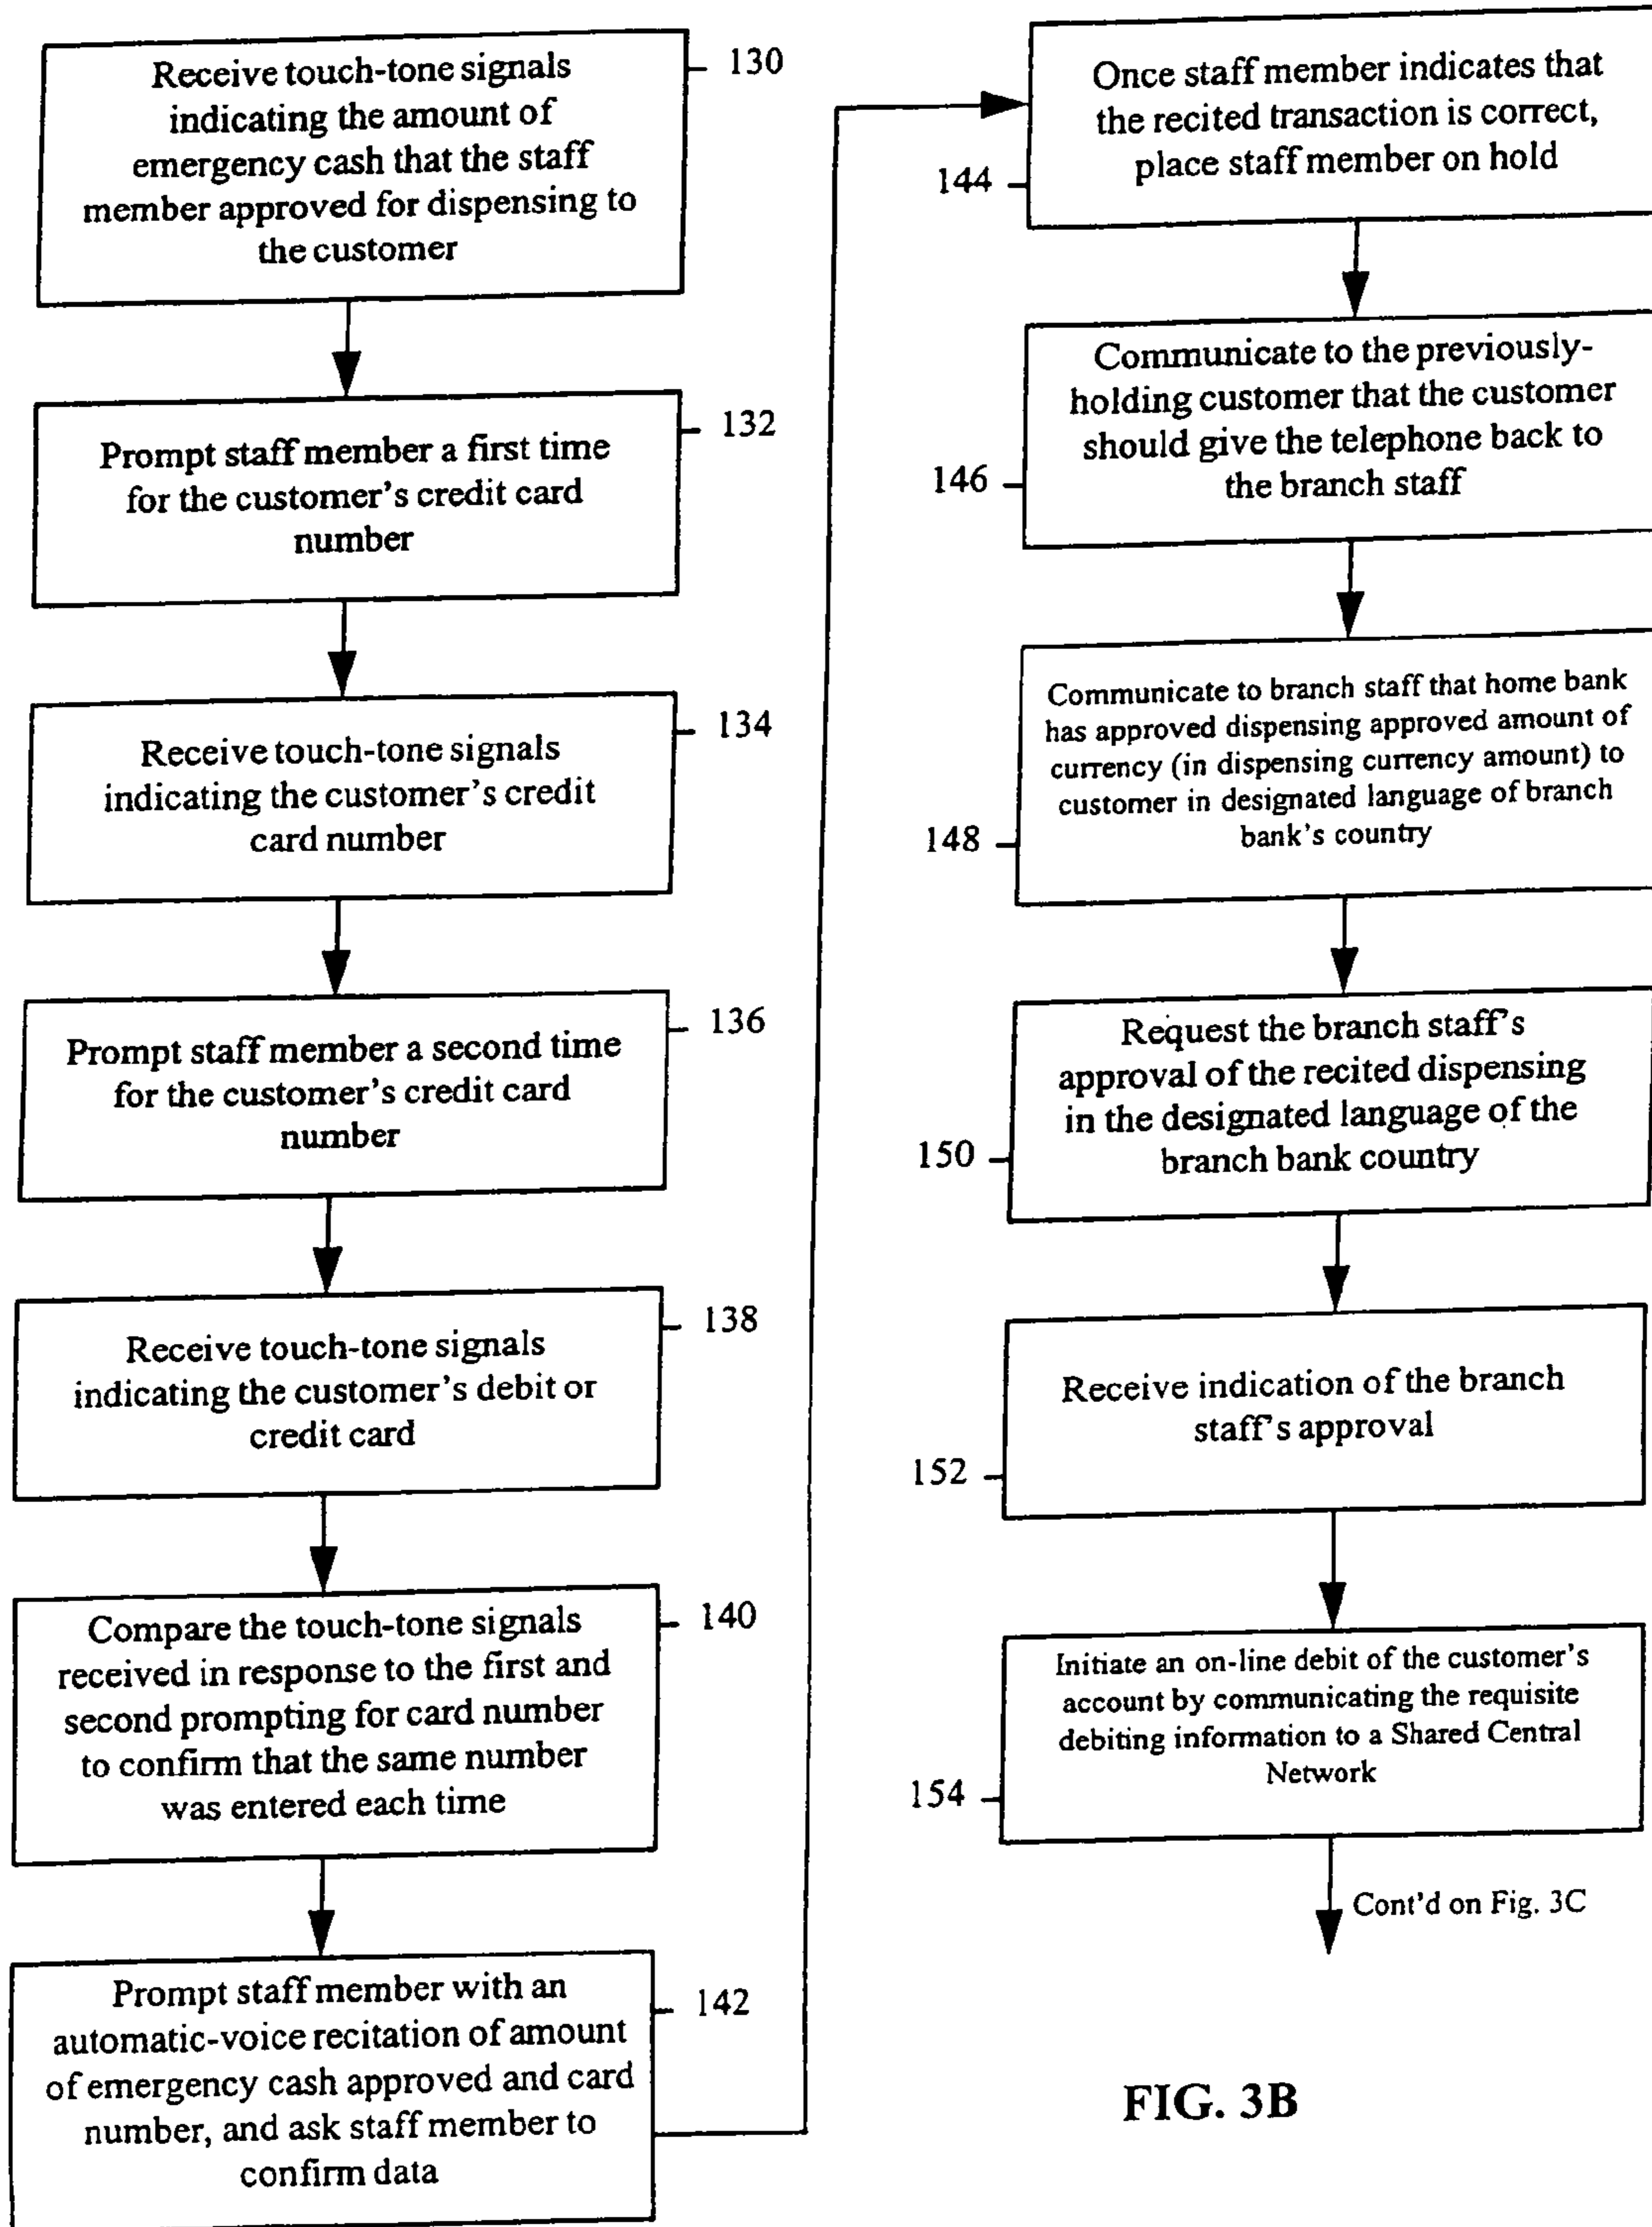 Receive touch-tone signals
indicating the amount of
emergency cash that the staff
member approved for dispensing to
the customer
130
Prompt staff member a first time
for the customer's credit card
number
132
Receive touch-tone signals
indicating the customer's credit
card number
134
Prompt staff member a second time
for the customer's credit card
number
136
Receive touch-tone signals
indicating the customer's debit or
credit card
138
Compare the touch-tone signals
received in response to the first and
second prompting for card number
to confirm that the same number
was entered each time
140
Prompt staff member with an
automatic-voice recitation of amount
of emergency cash approved and card
number, and ask staff member to
confirm data
142
Once staff member indicates that
the recited transaction is correct,
place staff member on hold
144
Communicate to the previously-
holding customer that the customer
should give the telephone back to
the branch staff
146
Communicate to branch staff that home bank
has approved dispensing approved amount of
currency (in dispensing currency amount) to
customer in designated language of branch
bank's country
148
Request the branch staff's
approval of the recited dispensing
in the designated language of the
branch bank country
150
Receive indication of the branch
staff's approval
152
Initiate an on-line debit of the customer's
account by communicating the requisite
debiting information to a Shared Central
Network
154
Cont'd on Fig. 3C
FIG. 3B